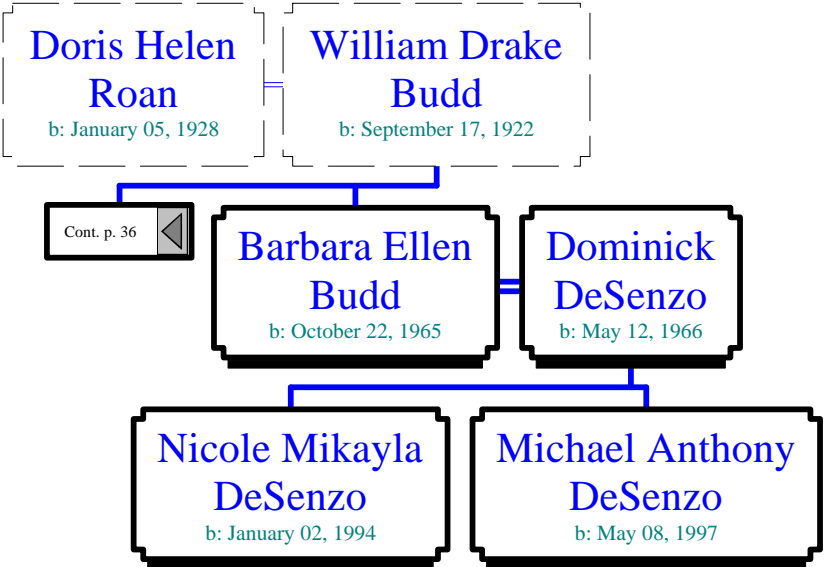 Doris Helen
Roan
b: January 05, 1928
William Drake
Budd
b: September 17, 1922
Cont. p. 36
Barbara Ellen
Budd
b: October 22, 1965
Dominick
DeSenzo
b: May 12, 1966
Nicole Mikayla
DeSenzo
b: January 02, 1994
Michael Anthony
DeSenzo
b: May 08, 1997